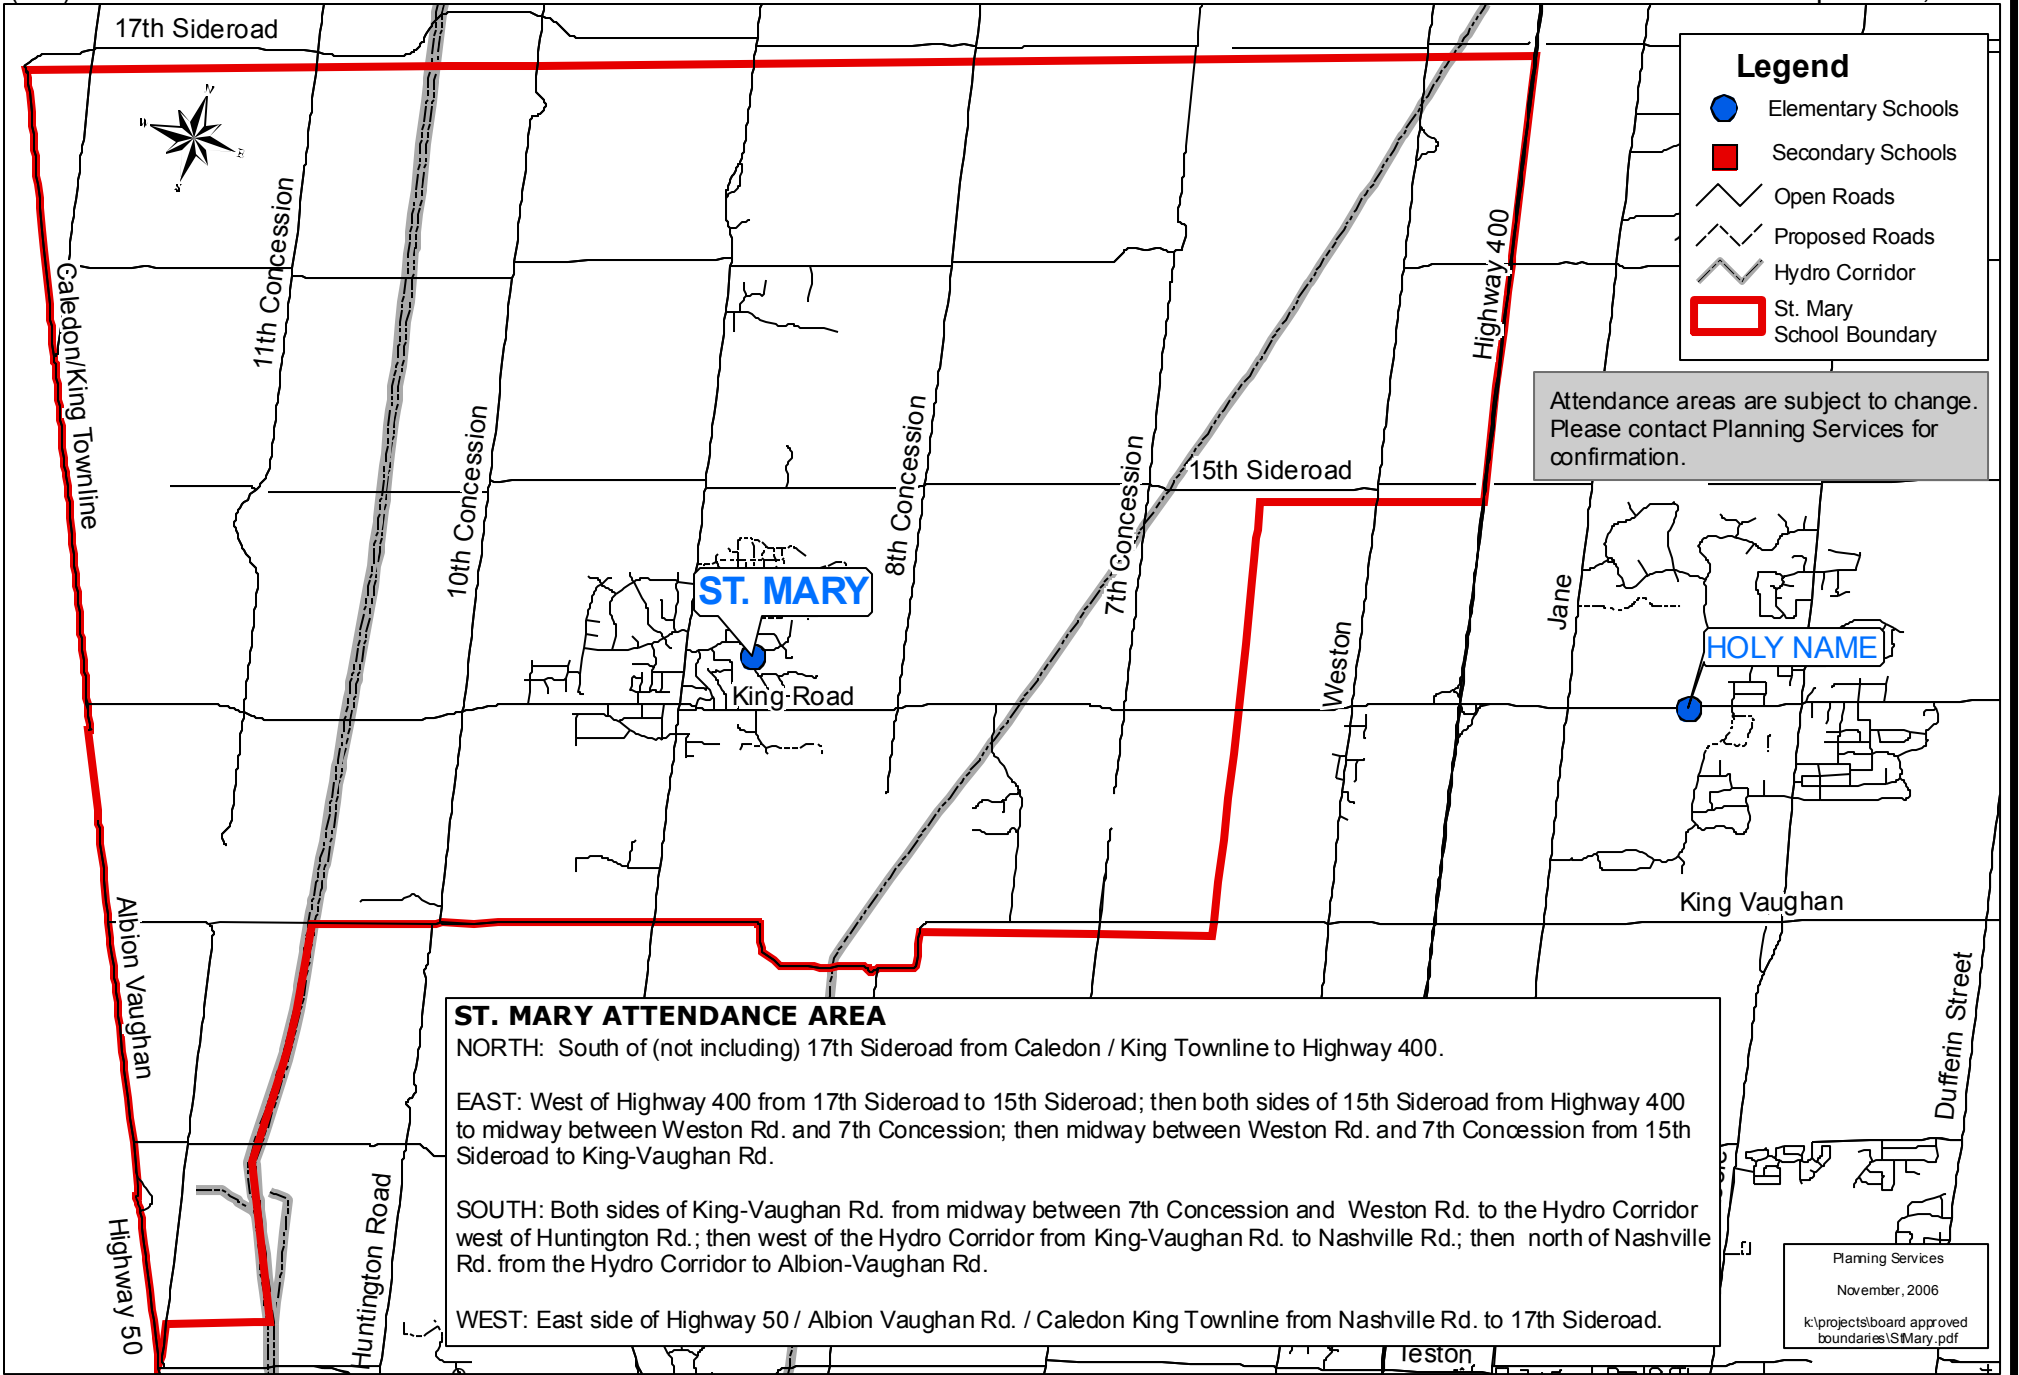 17th Sideroad
N
W
E
S
Legend
Elementary Schools
Secondary Schools
Open Roads
Proposed Roads
Hydro Corridor
St. Mary
School Boundary
Attendance areas are subject to change.
Please contact Planning Services for
confirmation.
Caledon/King Townline
11th Concession
10th Concession
8th Concession
7th Concession
15th Sideroad
Highway 400
Weston
Jane
ST. MARY
HOLY NAME
King Road
King Vaughan
Albion Vaughan
Highway 50
Huntington Road
Dufferin Street
ST. MARY ATTENDANCE AREA
NORTH: South of (not including) 17th Sideroad from Caledon / King Townline to Highway 400.
EAST: West of Highway 400 from 17th Sideroad to 15th Sideroad; then both sides of 15th Sideroad from Highway 400
to midway between Weston Rd. and 7th Concession; then midway between Weston Rd. and 7th Concession from 15th
Sideroad to King-Vaughan Rd.
SOUTH: Both sides of King-Vaughan Rd. from midway between 7th Concession and Weston Rd. to the Hydro Corridor
west of Huntington Rd.; then west of the Hydro Corridor from King-Vaughan Rd. to Nashville Rd.; then north of Nashville
Rd. from the Hydro Corridor to Albion-Vaughan Rd.
WEST: East side of Highway 50 / Albion Vaughan Rd. / Caledon King Townline from Nashville Rd. to 17th Sideroad.
Teston
Planning Services
November, 2006
k:\projects\board approved
boundaries\StMary.pdf